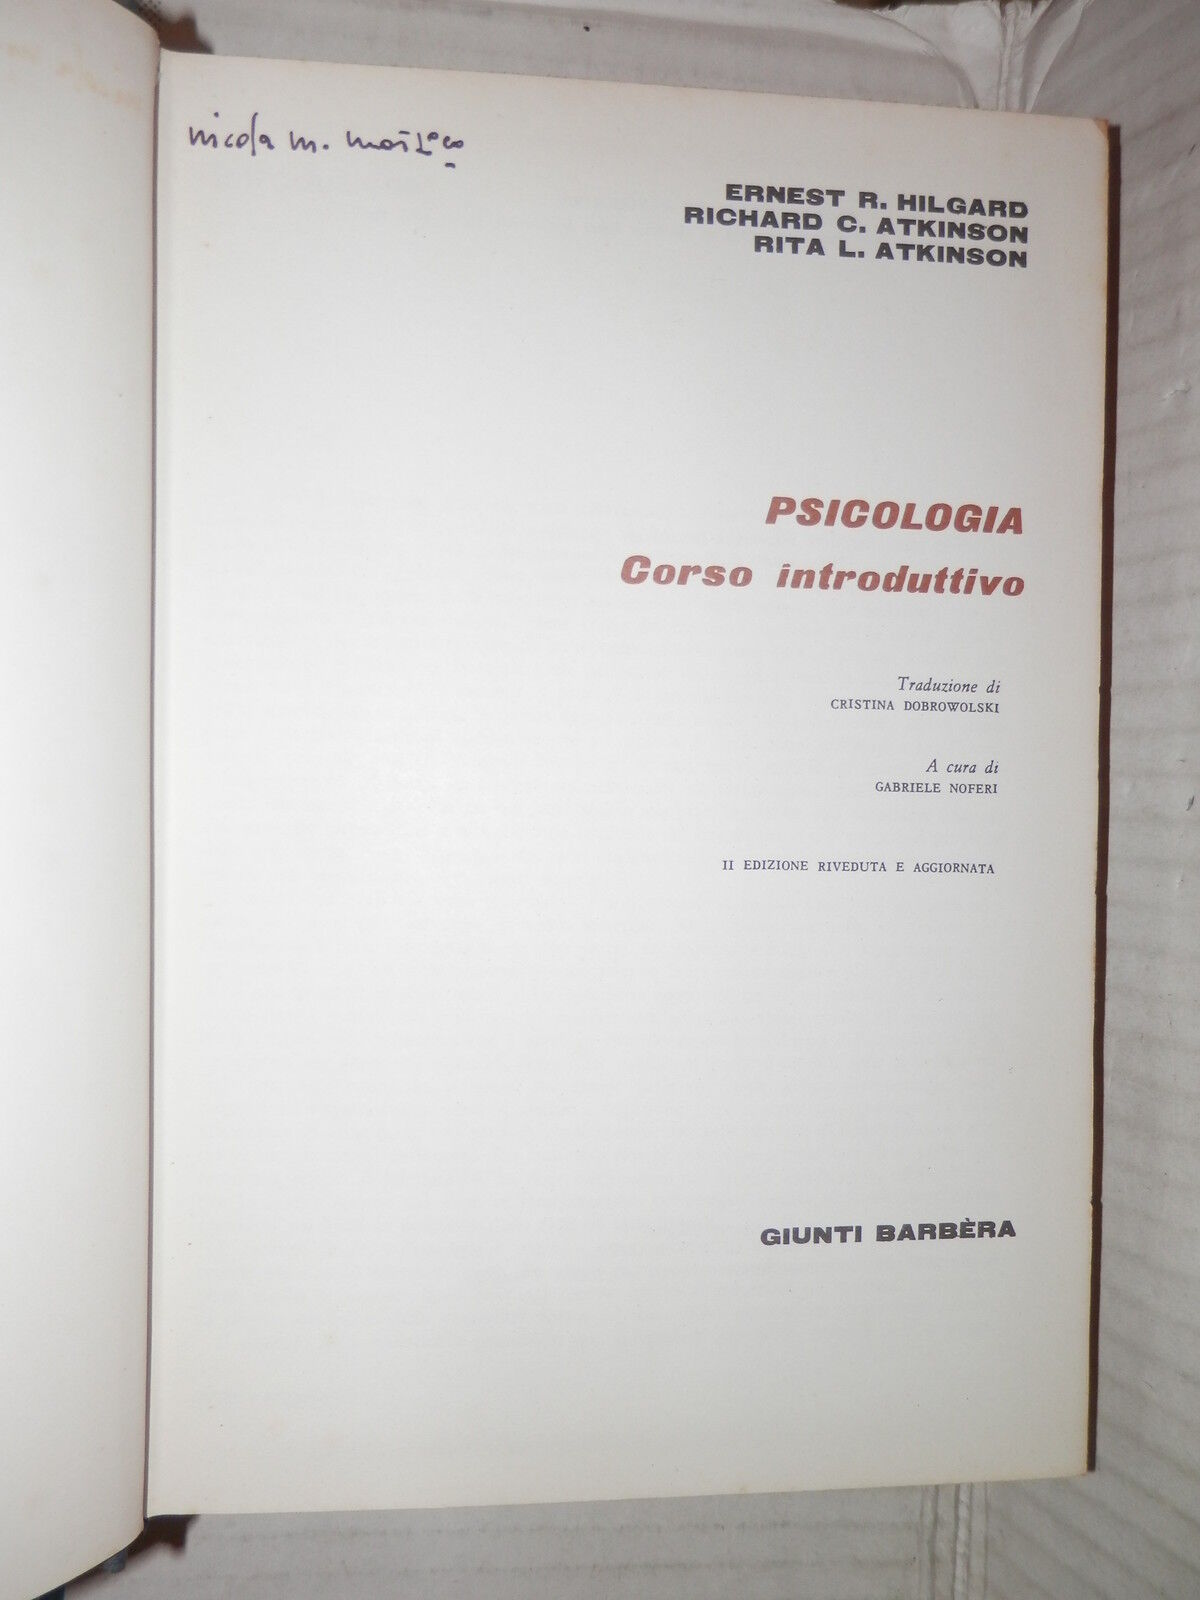 nicola m.
ERNEST R. HILGARD
RICHARD C. ATKINSON
RITA L. ATKINSON
PSICOLOGIA
Corso introduttivo
Traduzione di
CRISTINA DOBROWOLSKI
A cura di
GABRIELE NOFERI
II EDIZIONE RIVEDUTA E AGGIORNATA
GIUNTI BARBÈRA